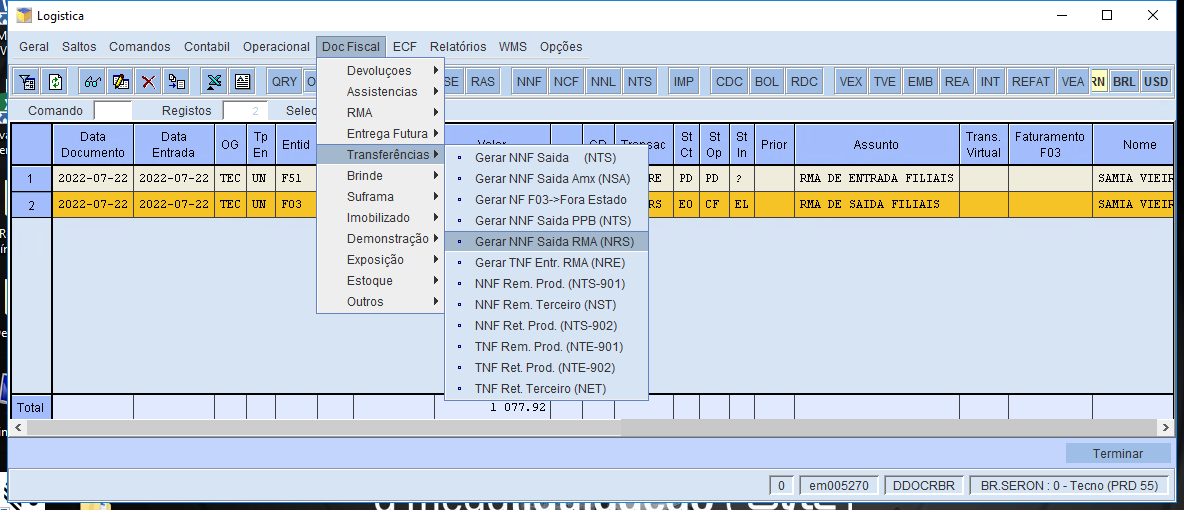 Logistica
Geral Saltos Comandos Contabil Operacional Doc Fiscal ECF Relatórios WMS Opções
QRY RAS NNF NCF NNL NTS IMP CDC BOL RDC VEX TVE EMB REA INT REFAT VEA RN BRL USD
Comando Registos 2 Selec
Data Documento Data Entrada OG Tp En Entid Valor CD Transac St Ct St Op St In Prior Assunto Trans. Virtual Faturamento F03 Nome
1 2022-07-22 2022-07-22 TEC UN F51 RE PD PD ? RMA DE ENTRADA FILIAIS SAMIA VIEIR
2 2022-07-22 2022-07-22 TEC UN F03 RS EO CF EL RMA DE SAIDA FILIAIS SAMIA VIEIR
Devoluçoes
Assistencias
RMA
Entrega Futura
Transferências
Brinde
Suframa
Imobilizado
Demonstração
Exposição
Estoque
Outros
Gerar NNF Saida (NTS)
Gerar NNF Saida Amx (NSA)
Gerar NF F03->Fora Estado
Gerar NNF Saida PPB (NTS)
Gerar NNF Saida RMA (NRS)
Gerar TNF Entr. RMA (NRE)
NNF Rem. Prod. (NTS-901)
NNF Rem. Terceiro (NST)
NNF Ret. Prod. (NTS-902)
TNF Rem. Prod. (NTE-901)
TNF Ret. Prod. (NTE-902)
TNF Ret. Terceiro (NET)
Total 1 077.92
Terminar
0 em005270 DDOCRBR BR.SERON : 0 - Tecno (PRD 55)